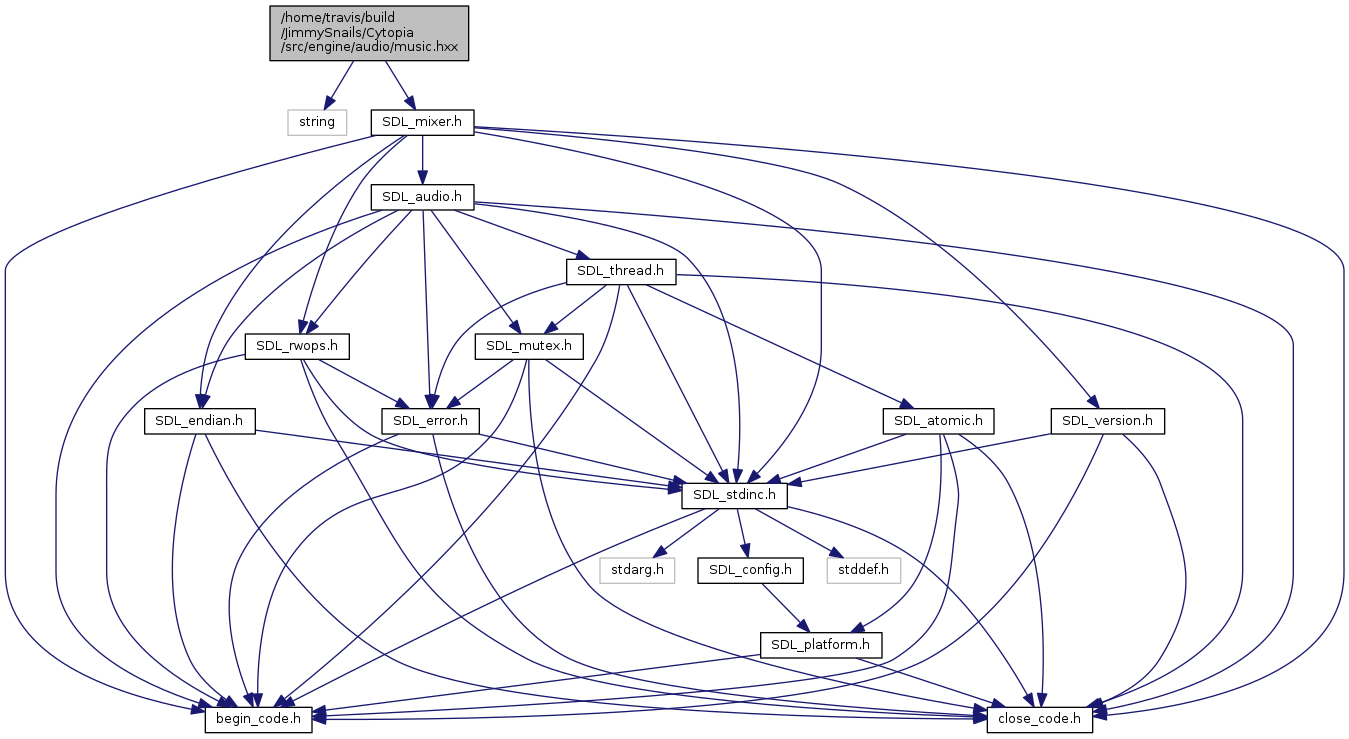 /home/travis/build
/JimmySnails/Cytopia
/src/engine/audio/music.hxx
string
SDL_mixer.h
SDL_audio.h
SDL_thread.h
SDL_rwops.h
SDL_mutex.h
SDL_endian.h
SDL_error.h
SDL_atomic.h
SDL_version.h
SDL_stdinc.h
stdarg.h
SDL_config.h
stddef.h
SDL_platform.h
begin_code.h
close_code.h